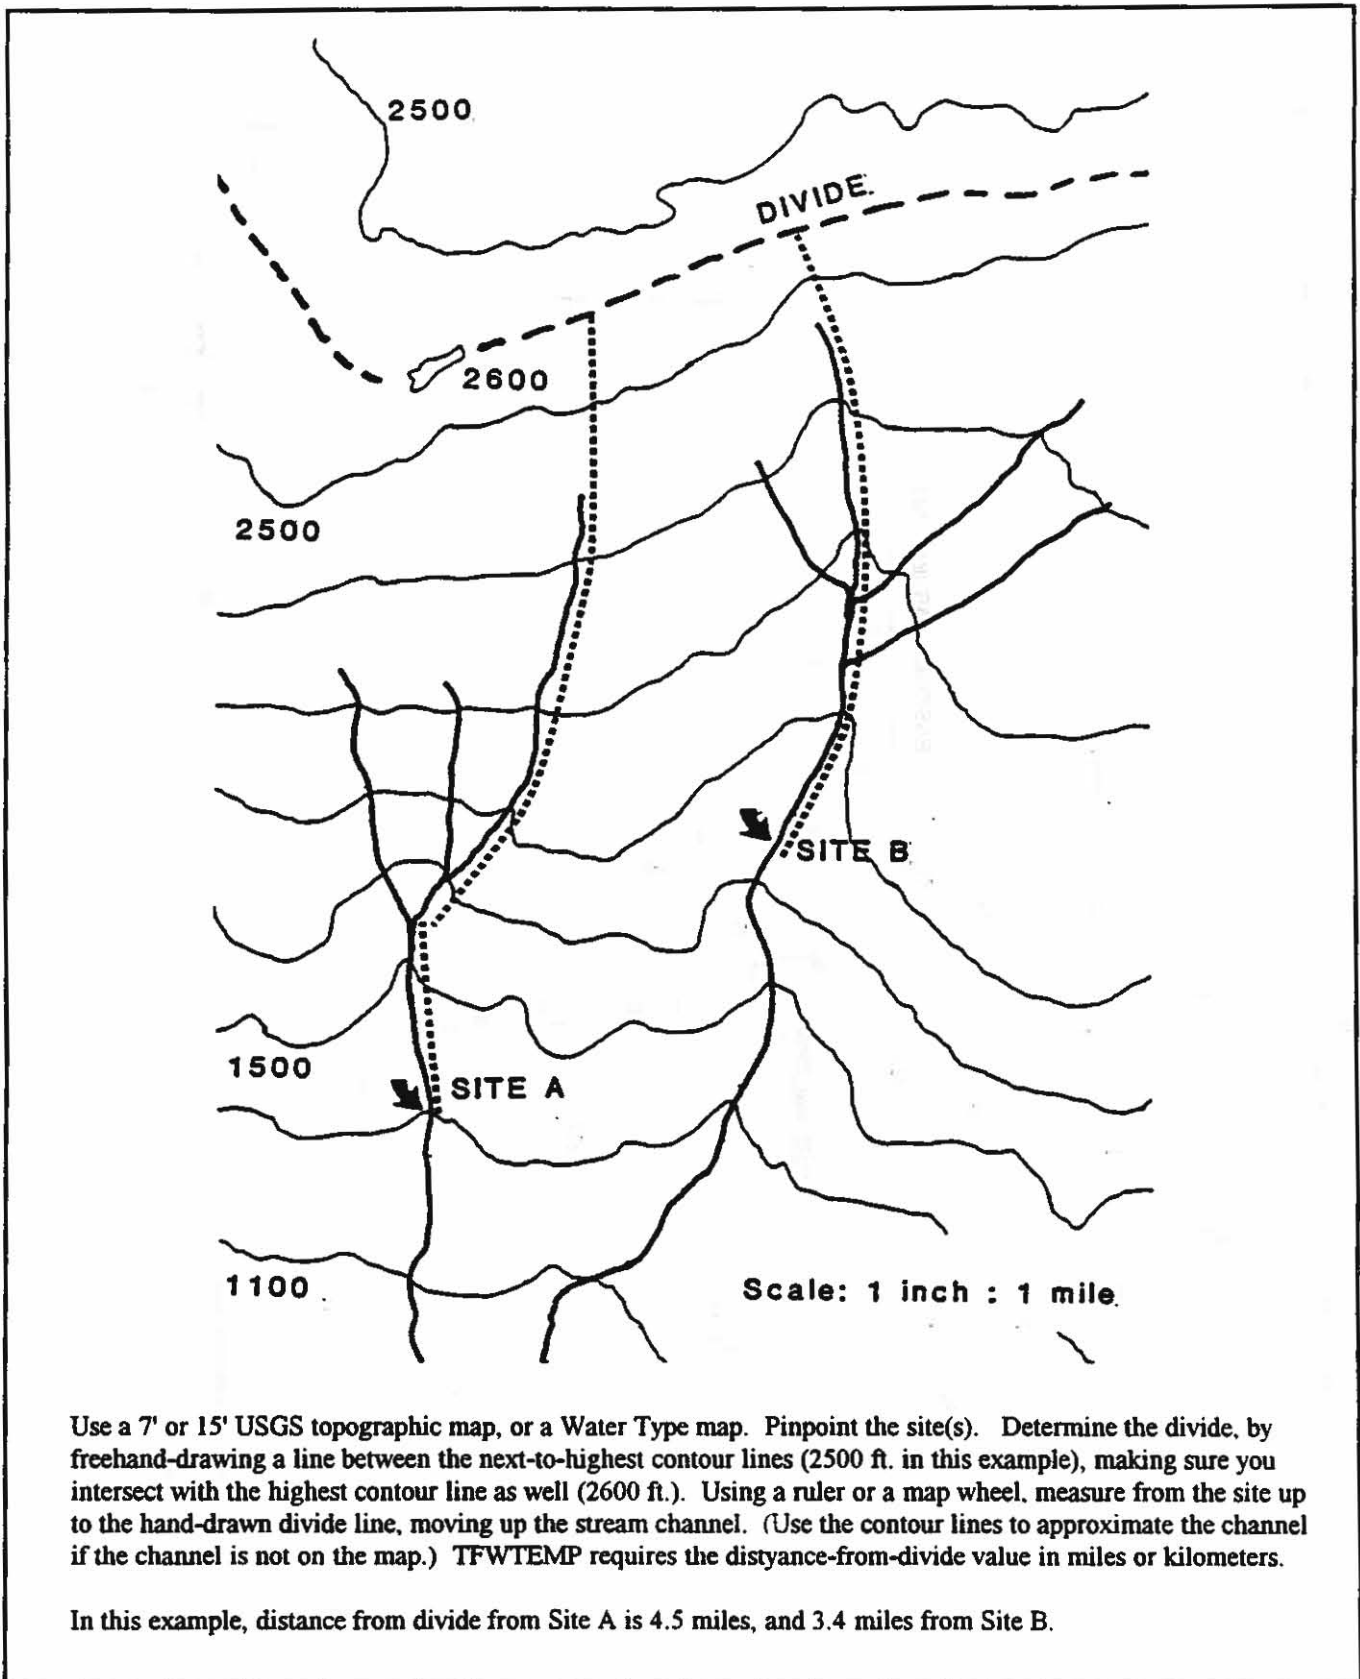 2500
DIVIDE
2600
2500
SITE B
1500
SITE A
1100
Scale: 1 inch : 1 mile
Use a 7' or 15' USGS topographic map, or a Water Type map. Pinpoint the site(s). Determine the divide, by
freehand-drawing a line between the next-to-highest contour lines (2500 ft. in this example), making sure you
intersect with the highest contour line as well (2600 ft.). Using a ruler or a map wheel, measure from the site up
to the hand-drawn divide line, moving up the stream channel. (Use the contour lines to approximate the channel
if the channel is not on the map.) TFWTEMP requires the distyance-from-divide value in miles or kilometers.
In this example, distance from divide from Site A is 4.5 miles, and 3.4 miles from Site B.